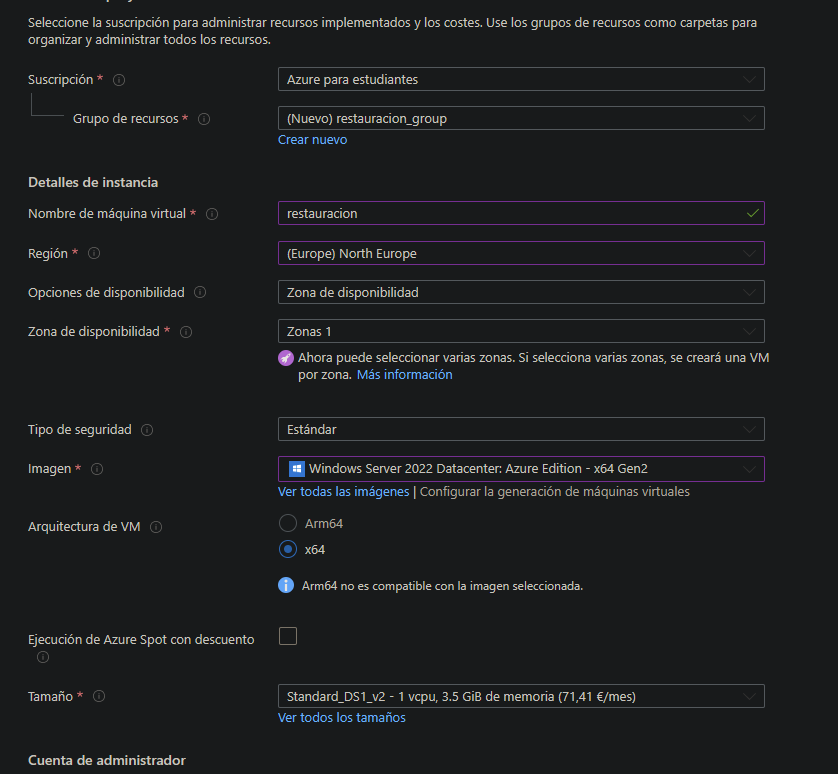 Seleccione la suscripción para administrar recursos implementados y los costes. Use los grupos de recursos como carpetas para
organizar y administrar todos los recursos.
Suscripción *
Azure para estudiantes
Grupo de recursos *
(Nuevo) restauracion_group
Crear nuevo
Detalles de instancia
Nombre de máquina virtual *
restauracion
Región *
(Europe) North Europe
Opciones de disponibilidad
Zona de disponibilidad
Zona de disponibilidad *
Zonas 1
Ahora puede seleccionar varias zonas. Si selecciona varias zonas, se creará una VM
por zona. Más información
Tipo de seguridad
Estándar
Imagen *
Windows Server 2022 Datacenter: Azure Edition - x64 Gen2
Ver todas las imágenes | Configurar la generación de máquinas virtuales
Arquitectura de VM
Arm64
x64
Arm64 no es compatible con la imagen seleccionada.
Ejecución de Azure Spot con descuento
Tamaño *
Standard_DS1_v2 - 1 vcpu, 3.5 GiB de memoria (71,41 €/mes)
Ver todos los tamaños
Cuenta de administrador